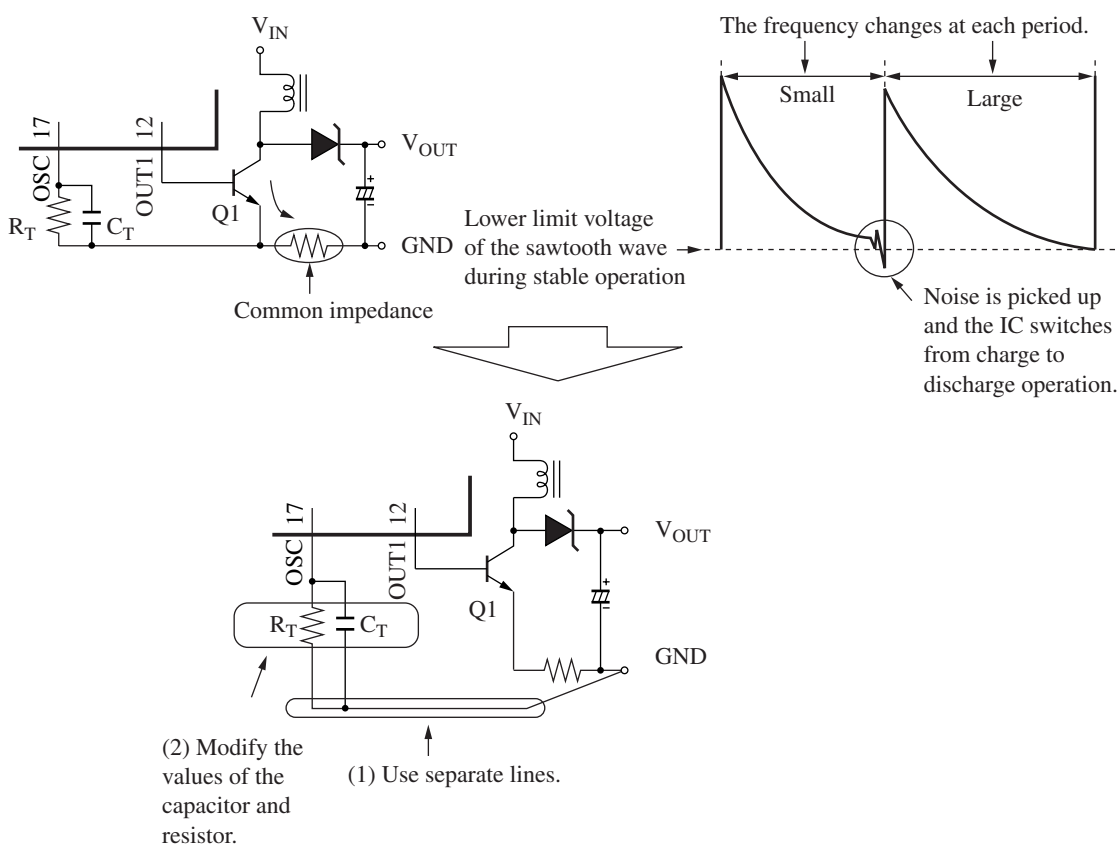 V_IN
The frequency changes at each period.
Small
Large
17
12
OSC
OUT1
V_OUT
+
−
Q1
R_T
C_T
GND
Common impedance
Lower limit voltage
of the sawtooth wave
during stable operation
Noise is picked up
and the IC switches
from charge to
discharge operation.
V_IN
17
12
OSC
OUT1
V_OUT
+
−
Q1
R_T
C_T
GND
(2) Modify the
values of the
capacitor and
resistor.
(1) Use separate lines.